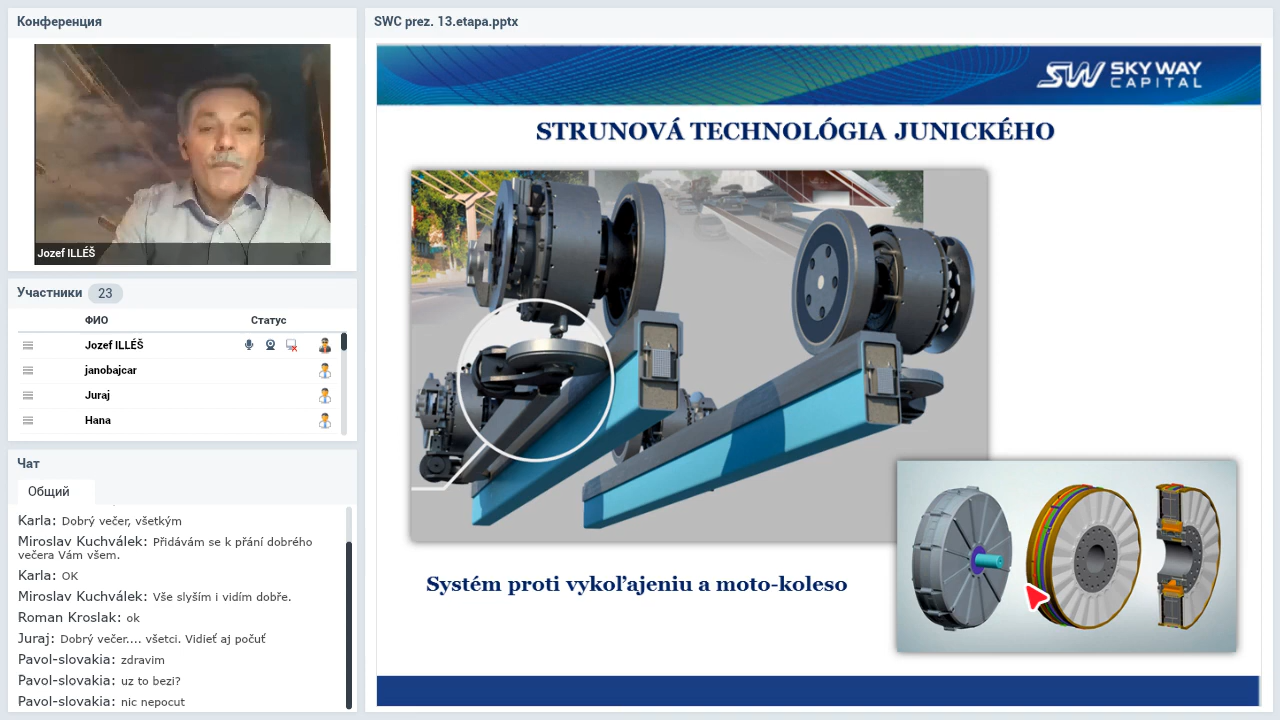 Конференция
Jozef ILLÉŠ
Участники 23
ФИО Статус
Jozef ILLÉŠ
janobajcar
Juraj
Hana
Чат
Общий
Karla: Dobrý večer, všetkým
Miroslav Kuchválek: Přidávám se k přání dobrého
večera Vám všem.
Karla: OK
Miroslav Kuchválek: Vše slyším i vidím dobře.
Roman Kroslak: ok
Juraj: Dobrý večer.... všetci. Vidieť aj počuť
Pavol-slovakia: zdravim
Pavol-slovakia: uz to bezi?
Pavol-slovakia: nic nepocut
SWC prez. 13.etapa.pptx
SW SKY WAY
CAPITAL
STRUNOVÁ TECHNOLÓGIA JUNICKÉHO
Systém proti vykoľajeniu a moto-koleso